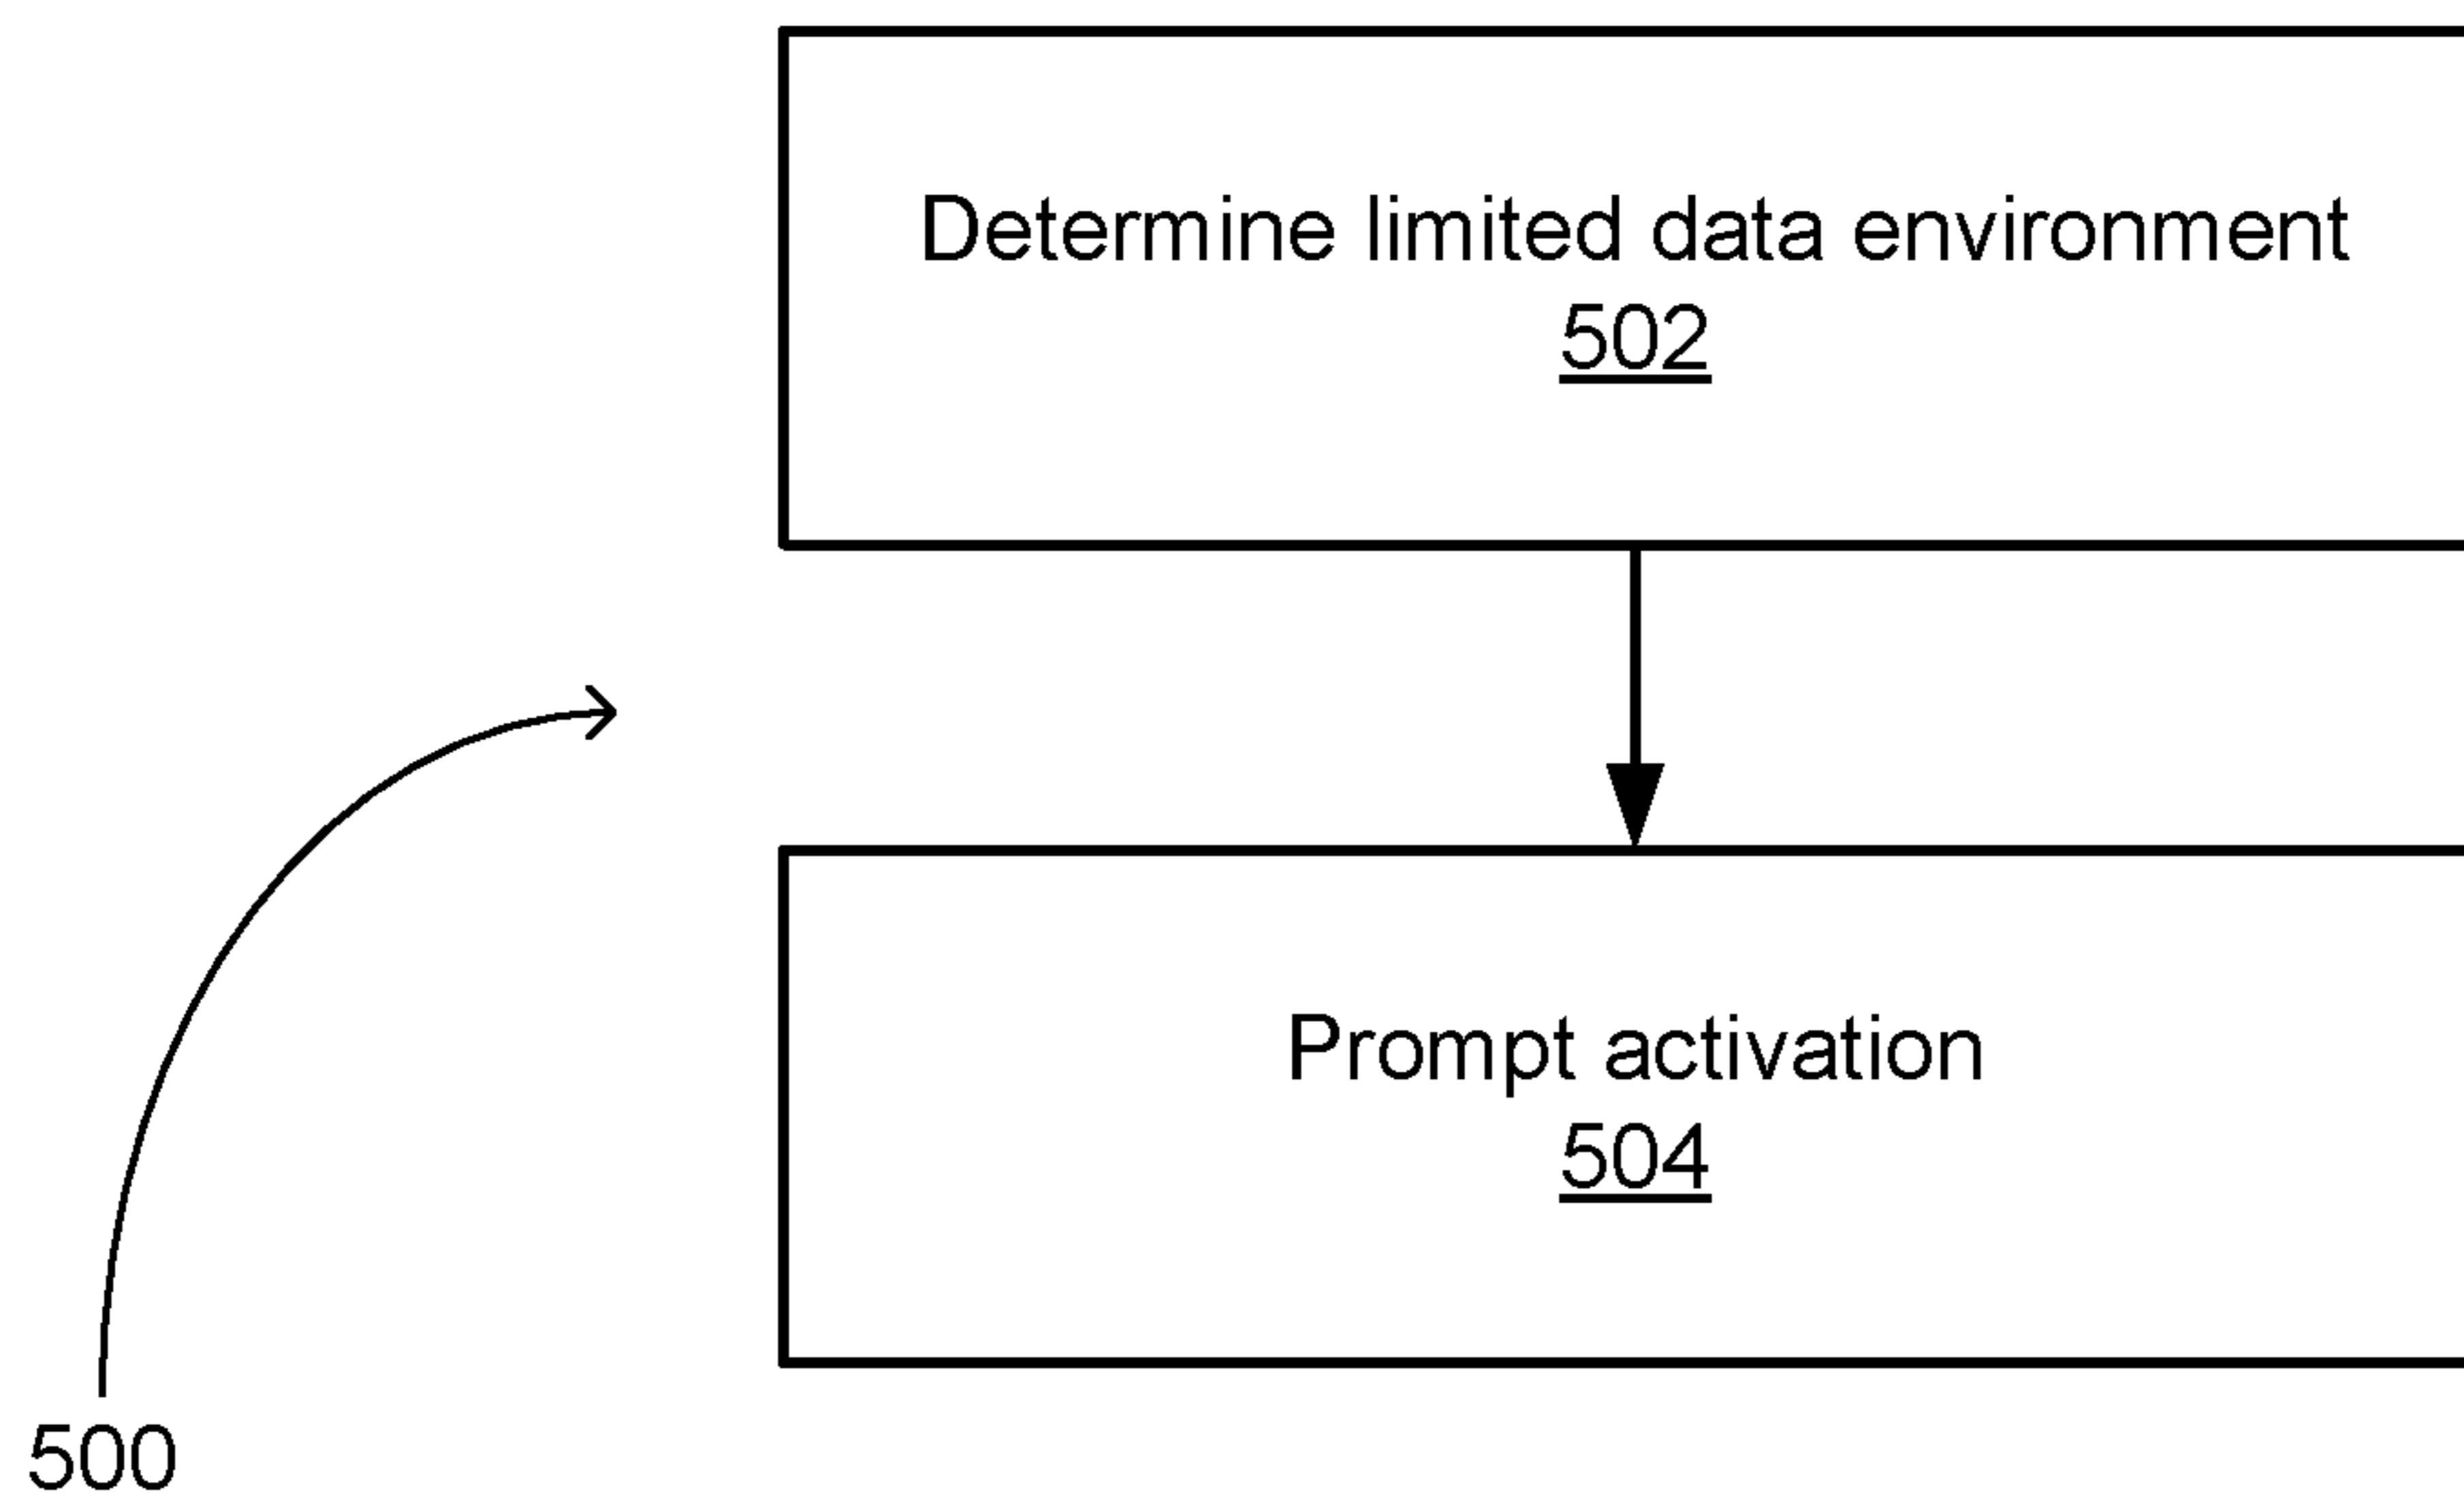 Determine limited data environment
502
Prompt activation
504
500